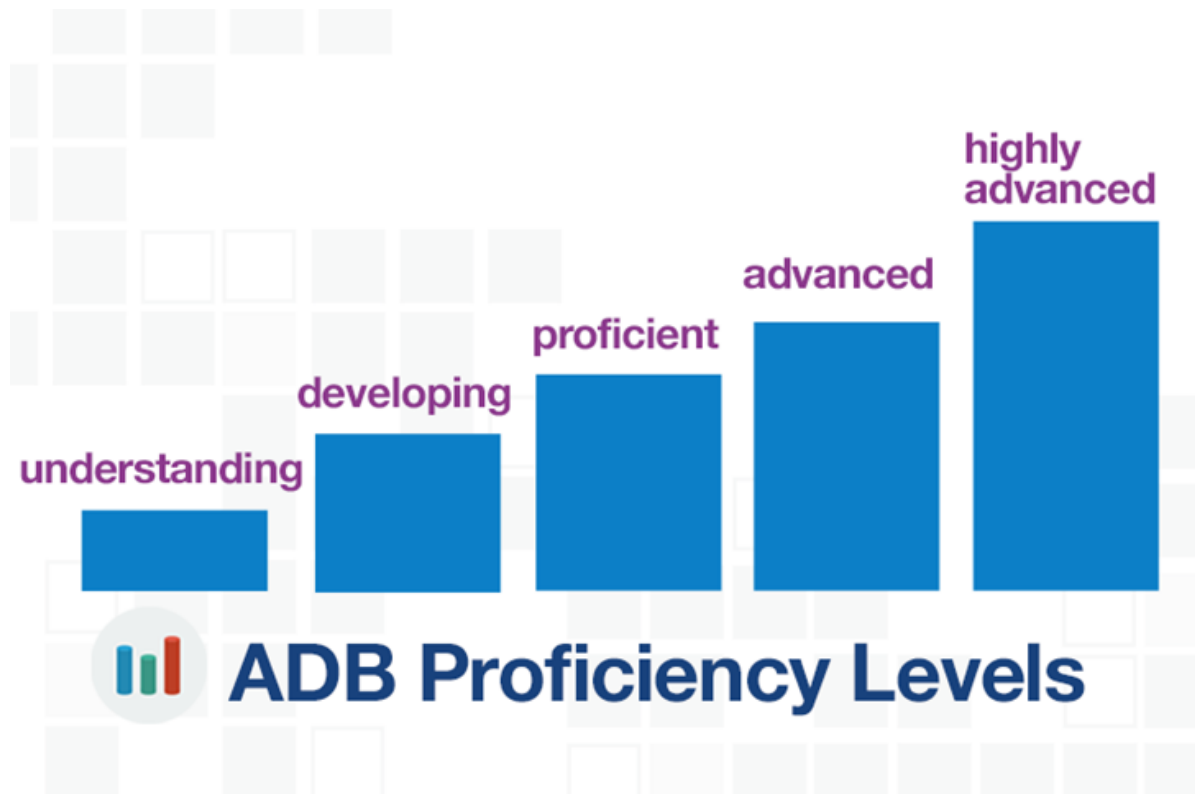 highly
advanced
advanced
proficient
developing
understanding
ADB Proficiency Levels